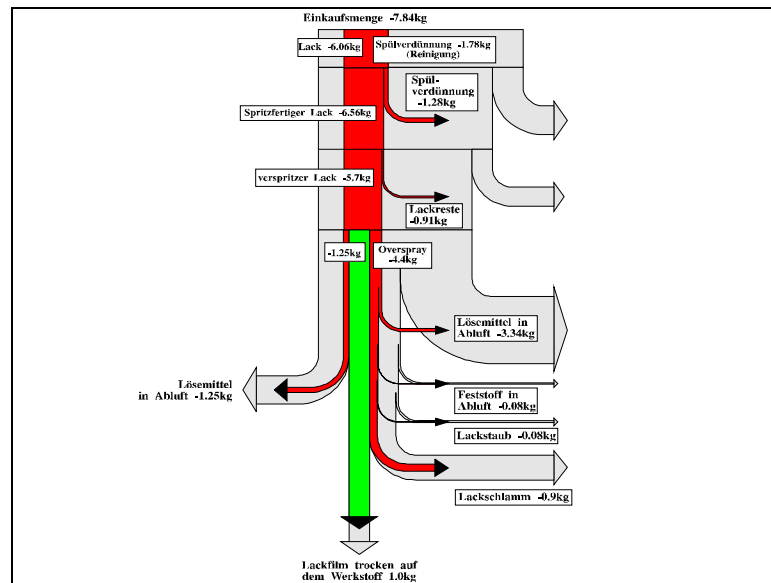 Einkaufsmenge -7.84kg
Lack -6.06kg
Spülverdünnung -1.78kg
(Reinigung)
Spül-
verdünnung
-1.28kg
Spritzfertiger Lack -6.56kg
verspritzer Lack -5.7kg
Lackreste
-0.91kg
-1.25kg
Overspray
-4.4kg
Lösemittel in
Abluft -3.34kg
Lösemittel
in Abluft -1.25kg
Feststoff in
Abluft -0.08kg
Lackstaub -0.08kg
Lackschlamm -0.9kg
Lackfilm trocken auf
dem Werkstoff 1.0kg